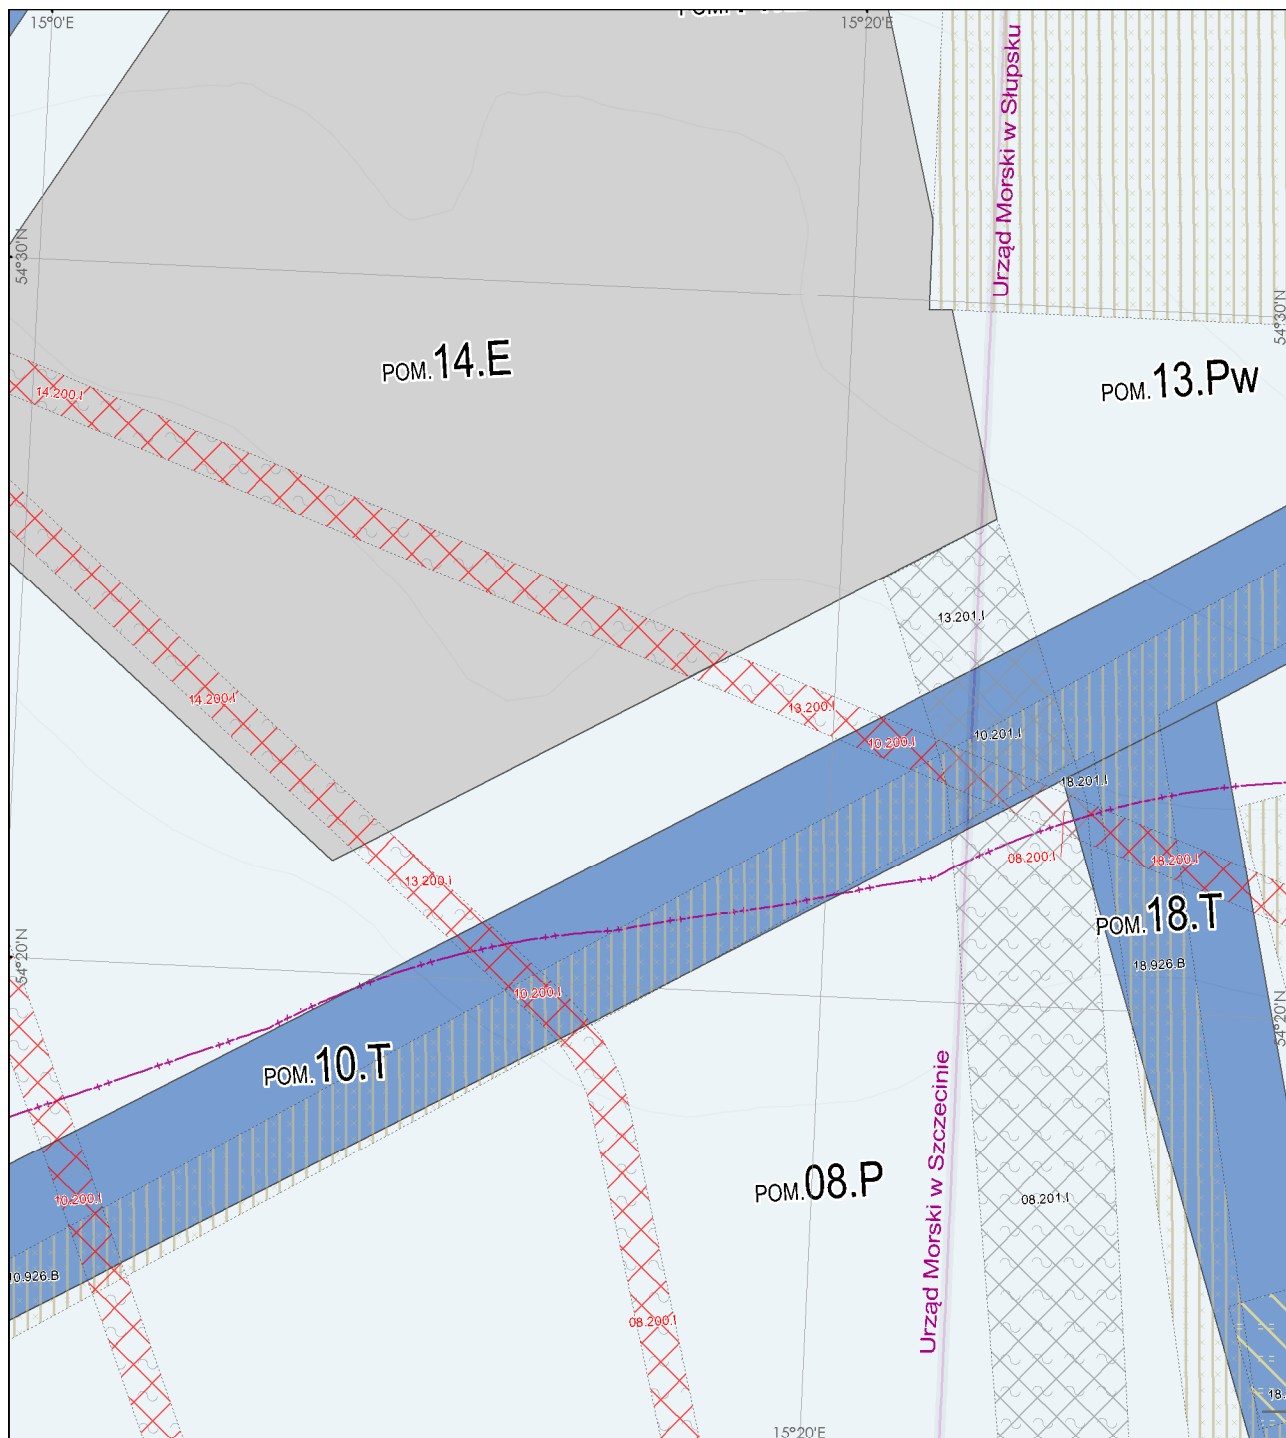 15°0'E
15°20'E
Urząd Morski w Słupsku
54°30'N
54°30'N
POM.14.E
POM.13.Pw
14.200.I
13.201.I
14.200.I
13.200.I
10.200.I
10.201.I
18.201.I
08.200.I
18.200.I
13.200.I
POM.18.T
54°20'N
18.926.B
10.200.I
54°20'N
POM.10.T
Urząd Morski w Szczecinie
POM.08.P
10.200.I
08.201.I
10.926.B
08.200.I
18.
15°20'E